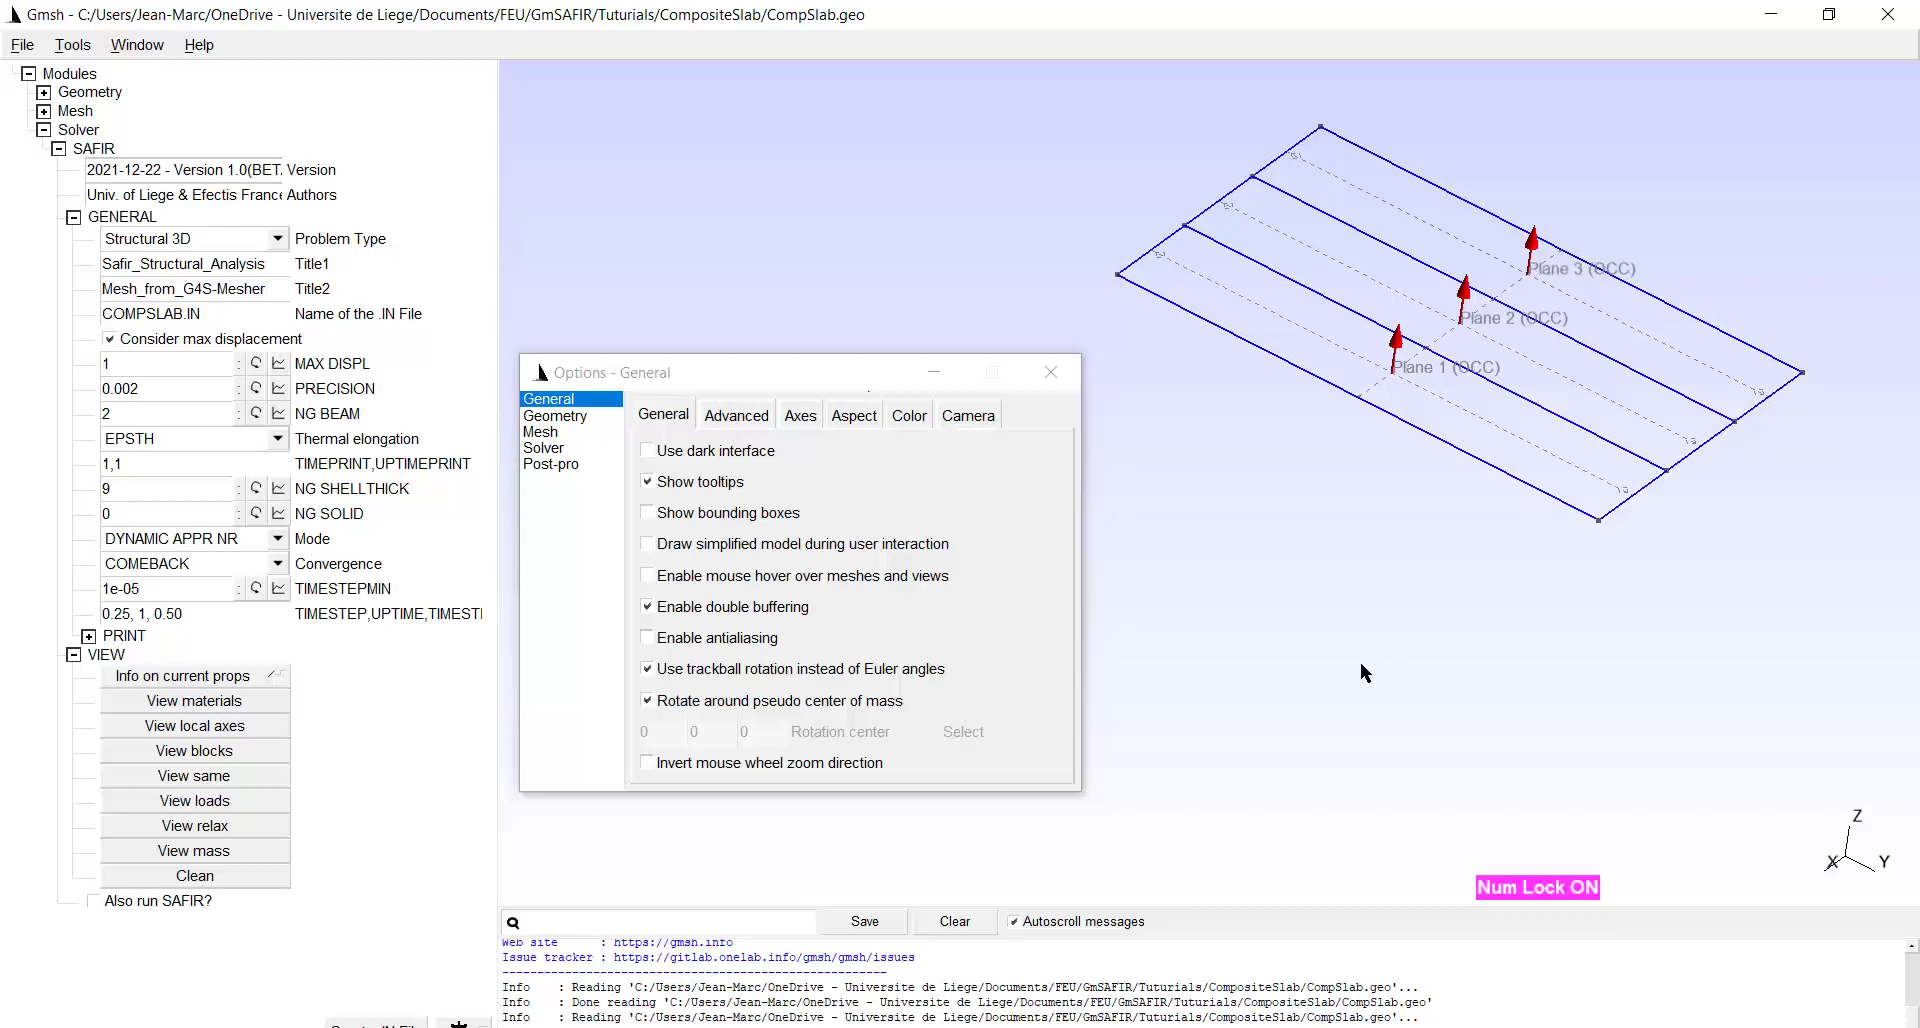 Gmsh - C:/Users/Jean-Marc/OneDrive - Universite de Liege/Documents/FEU/GmSAFIR/Tuturials/CompositeSlab/CompSlab.geo
File Tools Window Help
Modules
Geometry
Mesh
Solver
SAFIR
2021-12-22 - Version 1.0(BET. Version
Univ. of Liege & Efectis France Authors
GENERAL
Structural 3D Problem Type
Safir_Structural_Analysis Title1
Mesh_from_G4S-Mesher Title2
COMPSLAB.IN Name of the .IN File
Consider max displacement
1 : MAX DISPL
0.002 : PRECISION
2 : NG BEAM
EPSTH Thermal elongation
1,1 TIMEPRINT,UPTIMEPRINT
9 : NG SHELLTHICK
0 : NG SOLID
DYNAMIC APPR NR Mode
COMEBACK Convergence
1e-05 : TIMESTEPMIN
0.25, 1, 0.50 TIMESTEP,UPTIME,TIMESTI
PRINT
VIEW
Info on current props
View materials
View local axes
View blocks
View same
View loads
View relax
View mass
Clean
Also run SAFIR?
Plane 3 (OCC)
Plane 2 (OCC)
Plane 1 (OCC)
Options - General
General
Geometry
Mesh
Solver
Post-pro
General Advanced Axes Aspect Color Camera
Use dark interface
Show tooltips
Show bounding boxes
Draw simplified model during user interaction
Enable mouse hover over meshes and views
Enable double buffering
Enable antialiasing
Use trackball rotation instead of Euler angles
Rotate around pseudo center of mass
0 0 0 Rotation center Select
Invert mouse wheel zoom direction
Z
X Y
Num Lock ON
Save Clear Autoscroll messages
Web site : https://gmsh.info
Issue tracker : https://gitlab.onelab.info/gmsh/gmsh/issues
Info : Reading 'C:/Users/Jean-Marc/OneDrive - Universite de Liege/Documents/FEU/GmSAFIR/Tuturials/CompositeSlab/CompSlab.geo'...
Info : Done reading 'C:/Users/Jean-Marc/OneDrive - Universite de Liege/Documents/FEU/GmSAFIR/Tuturials/CompositeSlab/CompSlab.geo'
Info : Reading 'C:/Users/Jean-Marc/OneDrive - Universite de Liege/Documents/FEU/GmSAFIR/Tuturials/CompositeSlab/CompSlab.geo'...